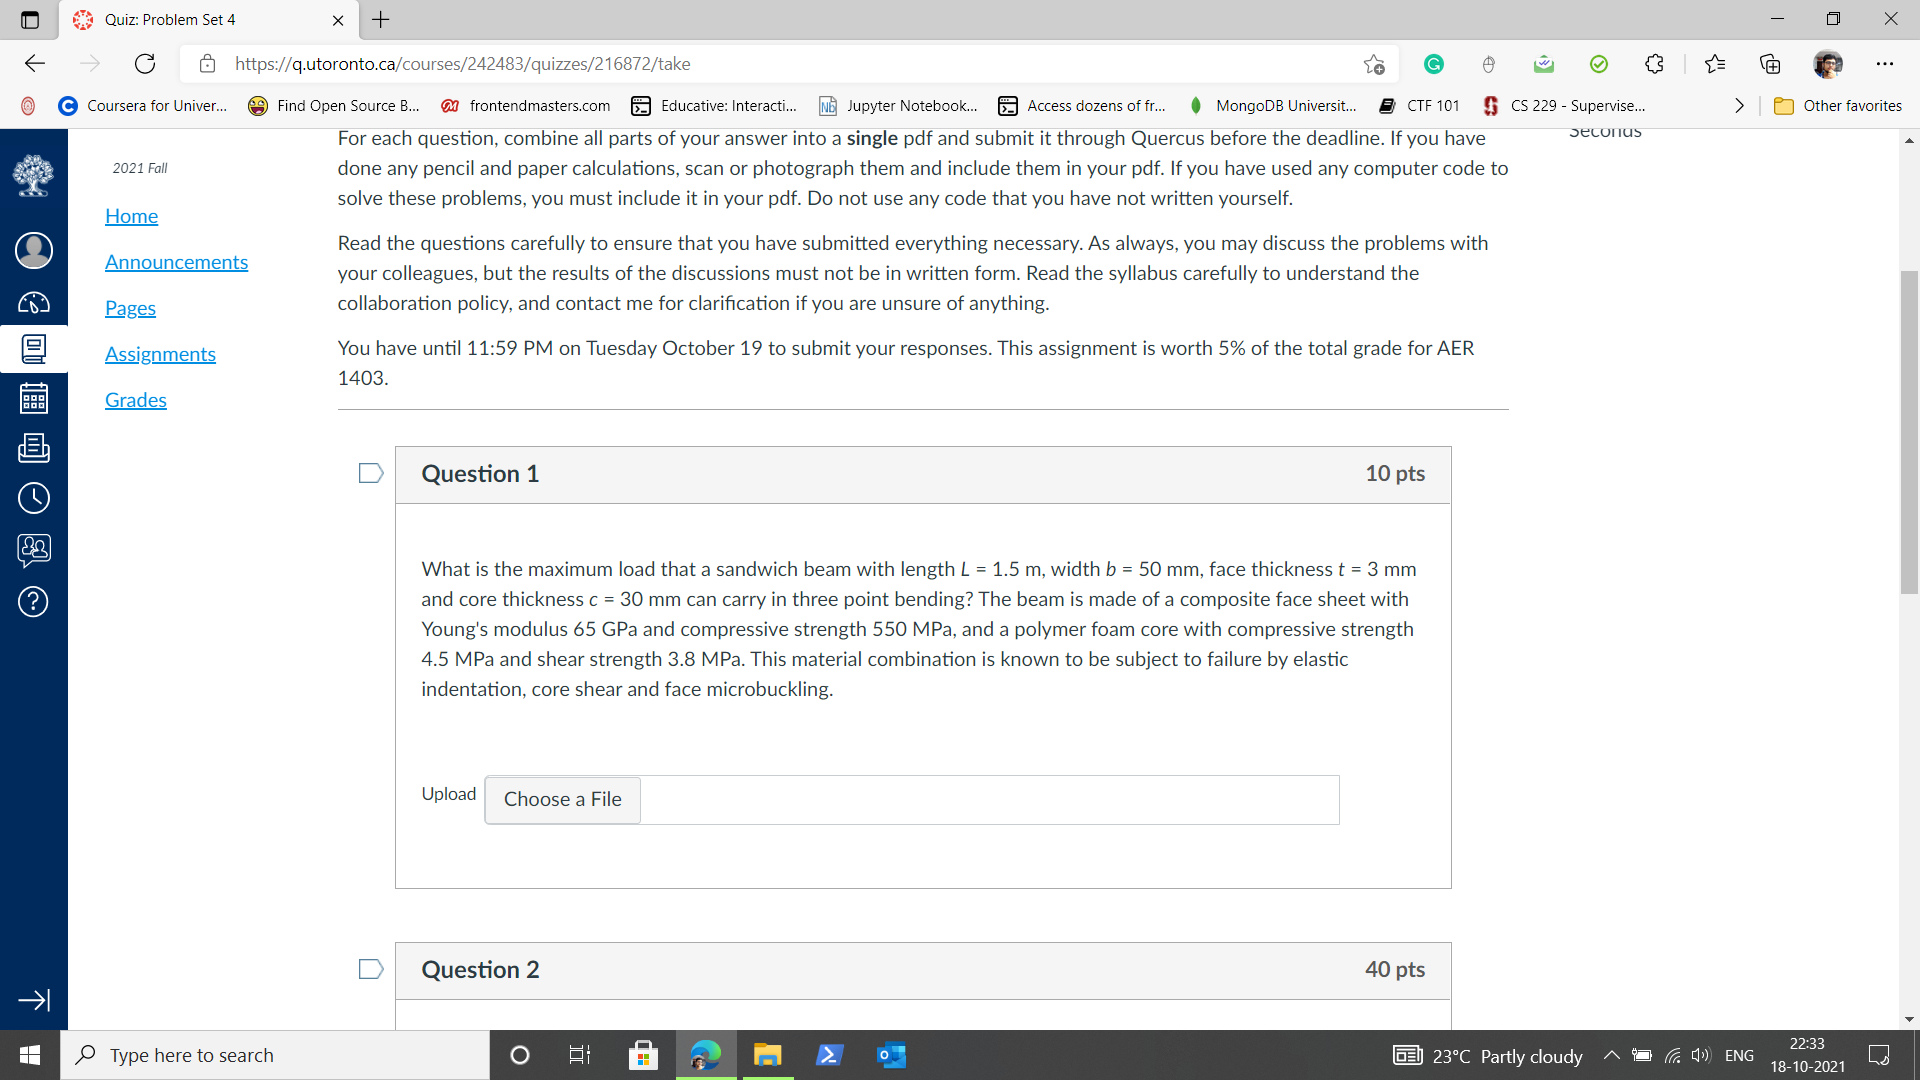 Quiz: Problem Set 4
https://q.utoronto.ca/courses/242483/quizzes/216872/take
Coursera for Univer...
Find Open Source B...
frontendmasters.com
Educative: Interacti...
Jupyter Notebook...
Access dozens of fr...
MongoDB Universit...
CTF 101
CS 229 - Supervise...
Other favorites
2021 Fall
Home
Announcements
Pages
Assignments
Grades
For each question, combine all parts of your answer into a single pdf and submit it through Quercus before the deadline. If you have
done any pencil and paper calculations, scan or photograph them and include them in your pdf. If you have used any computer code to
solve these problems, you must include it in your pdf. Do not use any code that you have not written yourself.
Read the questions carefully to ensure that you have submitted everything necessary. As always, you may discuss the problems with
your colleagues, but the results of the discussions must not be in written form. Read the syllabus carefully to understand the
collaboration policy, and contact me for clarification if you are unsure of anything.
You have until 11:59 PM on Tuesday October 19 to submit your responses. This assignment is worth 5% of the total grade for AER
1403.
Seconds
Question 1
10 pts
What is the maximum load that a sandwich beam with length L = 1.5 m, width b = 50 mm, face thickness t = 3 mm
and core thickness c = 30 mm can carry in three point bending? The beam is made of a composite face sheet with
Young's modulus 65 GPa and compressive strength 550 MPa, and a polymer foam core with compressive strength
4.5 MPa and shear strength 3.8 MPa. This material combination is known to be subject to failure by elastic
indentation, core shear and face microbuckling.
Upload
Choose a File
Question 2
40 pts
Type here to search
23°C Partly cloudy
ENG
22:33
18-10-2021